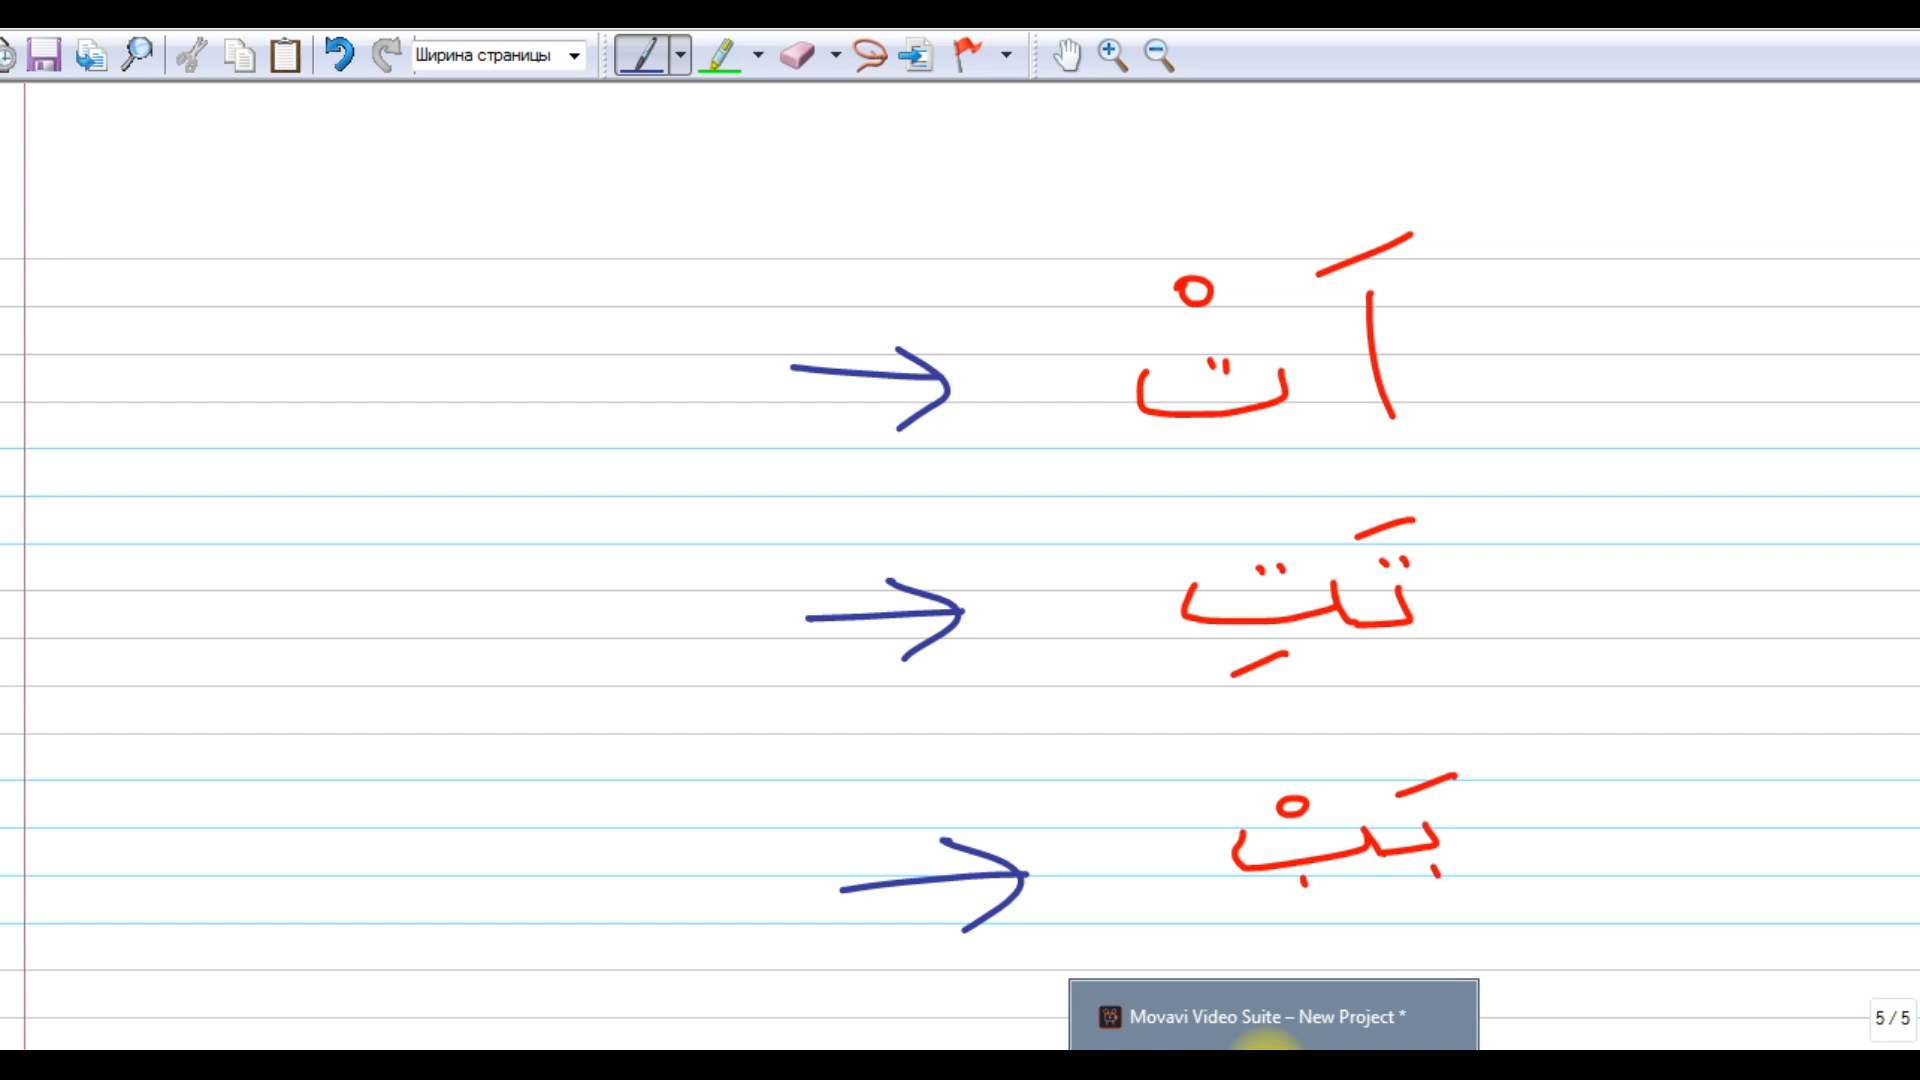 Ширина страницы
اَتْ
تَتِ
بَبْ
Movavi Video Suite – New Project *
5 / 5